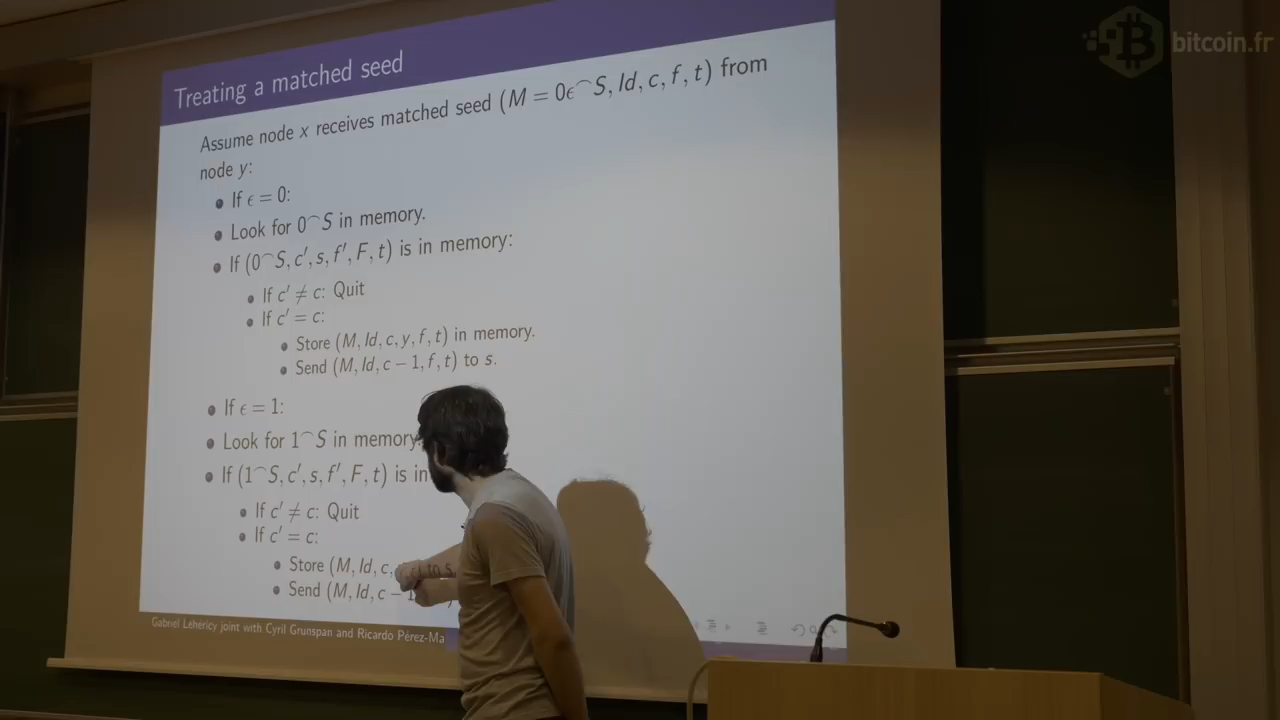 bitcoin.fr
Treating a matched seed
Assume node x receives matched seed (M = 0ϵ⌢S, Id, c, f, t) from
node y:
If ϵ = 0:
Look for 0⌢S in memory.
If (0⌢S, c′, s, f′, F, t) is in memory:
If c′ ≠ c: Quit
If c′ = c:
Store (M, Id, c, y, f, t) in memory.
Send (M, Id, c − 1, f, t) to s.
If ϵ = 1:
Look for 1⌢S in memory
If (1⌢S, c′, s, f′, F, t) is in
If c′ ≠ c: Quit
If c′ = c:
Store (M, Id, c,
Send (M, Id, c − 1
Gabriel Lehéricy joint with Cyril Grunspan and Ricardo Pérez-Ma